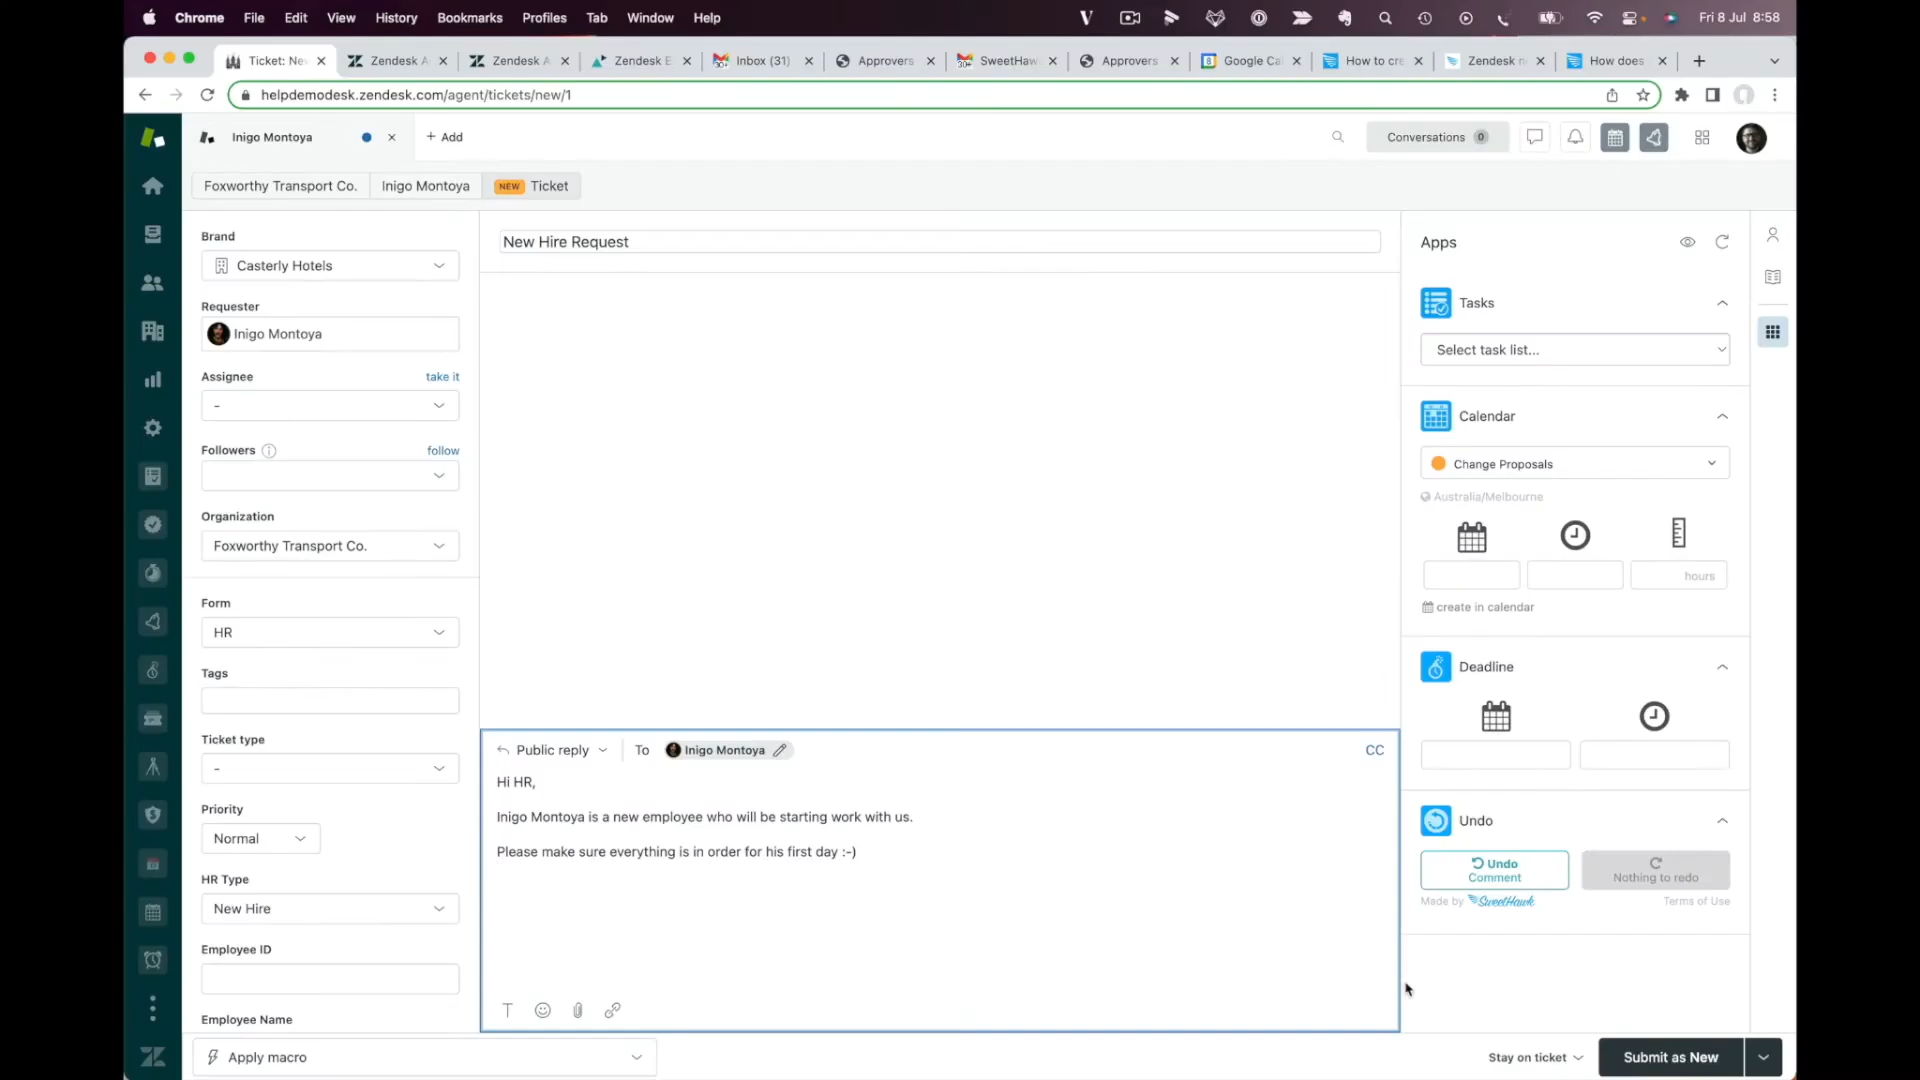 Chrome File Edit View History Bookmarks Profiles Tab Window Help
Fri 8 Jul 8:58
Ticket: Ne
Zendesk A
Zendesk A
Zendesk E
Inbox (31)
Approvers
SweetHaw
Approvers
Google Cal
How to cre
Zendesk n
How does
helpdemodesk.zendesk.com/agent/tickets/new/1
Inigo Montoya
+ Add
Conversations 0
Foxworthy Transport Co.
Inigo Montoya
NEW Ticket
Brand
Casterly Hotels
Requester
Inigo Montoya
Assignee
take it
-
Followers
follow
Organization
Foxworthy Transport Co.
Form
HR
Tags
Ticket type
-
Priority
Normal
HR Type
New Hire
Employee ID
Employee Name
New Hire Request
Public reply
To
Inigo Montoya
CC
Hi HR,
Inigo Montoya is a new employee who will be starting work with us.
Please make sure everything is in order for his first day :-)
Apps
Tasks
Select task list...
Calendar
Change Proposals
Australia/Melbourne
hours
create in calendar
Deadline
Undo
Undo
Comment
Nothing to redo
Made by SweetHawk
Terms of Use
Apply macro
Stay on ticket
Submit as New